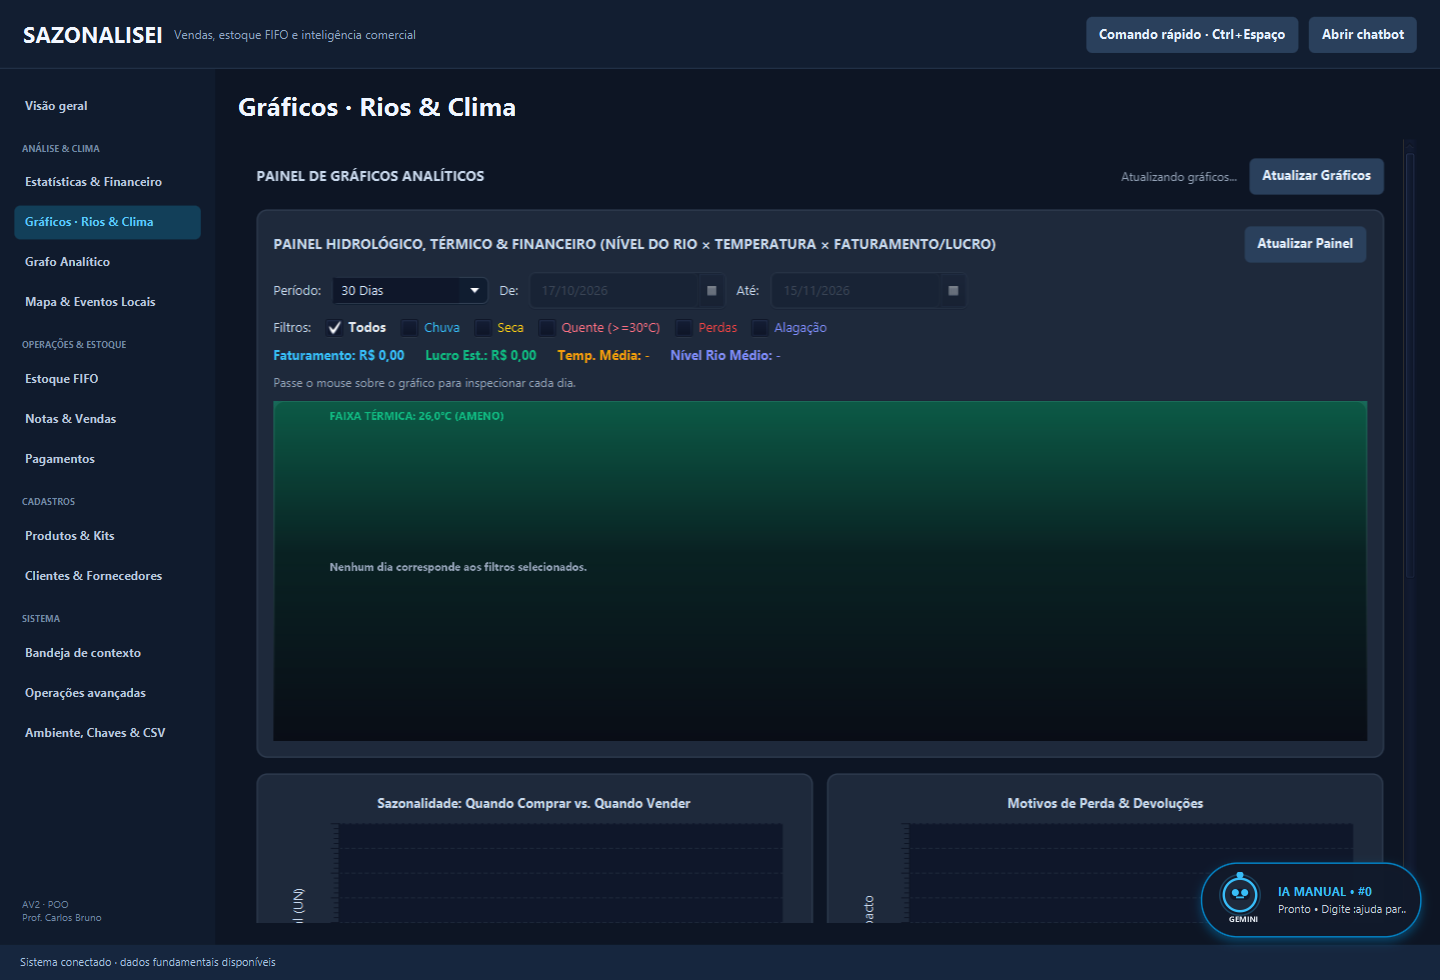 SAZONALISEI Vendas, estoque FIFO e inteligência comercial
Comando rápido · Ctrl+Espaço
Abrir chatbot
Visão geral
ANÁLISE & CLIMA
Estatísticas & Financeiro
Gráficos · Rios & Clima
Grafo Analítico
Mapa & Eventos Locais
OPERAÇÕES & ESTOQUE
Estoque FIFO
Notas & Vendas
Pagamentos
CADASTROS
Produtos & Kits
Clientes & Fornecedores
SISTEMA
Bandeja de contexto
Operações avançadas
Ambiente, Chaves & CSV
AV2 · POO
Prof. Carlos Bruno
Gráficos · Rios & Clima
PAINEL DE GRÁFICOS ANALÍTICOS
Atualizando gráficos...
Atualizar Gráficos
PAINEL HIDROLÓGICO, TÉRMICO & FINANCEIRO (NÍVEL DO RIO × TEMPERATURA × FATURAMENTO/LUCRO)
Atualizar Painel
Período: 30 Dias De: 17/10/2026 Até: 15/11/2026
Filtros: Todos Chuva Seca Quente (>=30°C) Perdas Alagação
Faturamento: R$ 0,00 Lucro Est.: R$ 0,00 Temp. Média: - Nível Rio Médio: -
Passe o mouse sobre o gráfico para inspecionar cada dia.
FAIXA TÉRMICA: 26,0°C (AMENO)
Nenhum dia corresponde aos filtros selecionados.
Sazonalidade: Quando Comprar vs. Quando Vender
(UN)
Motivos de Perda & Devoluções
IA MANUAL • #0
Pronto • Digite :ajuda par..
GEMINI
Sistema conectado · dados fundamentais disponíveis